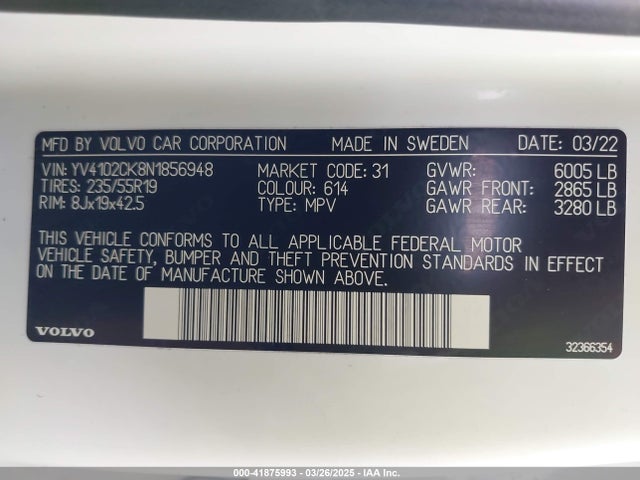 MFD BY VOLVO CAR CORPORATION MADE IN SWEDEN DATE: 03/22
VIN: YV4102CK8N1856948 MARKET CODE: 31 GVWR: 6005 LB
TIRES: 235/55R19 COLOUR: 614 GAWR FRONT: 2865 LB
RIM: 8Jx19x42.5 TYPE: MPV GAWR REAR: 3280 LB
THIS VEHICLE CONFORMS TO ALL APPLICABLE FEDERAL MOTOR
VEHICLE SAFETY, BUMPER AND THEFT PREVENTION STANDARDS IN EFFECT
ON THE DATE OF MANUFACTURE SHOWN ABOVE.
VOLVO 32366354
000-41875993 - 03/26/2025 - IAA Inc.